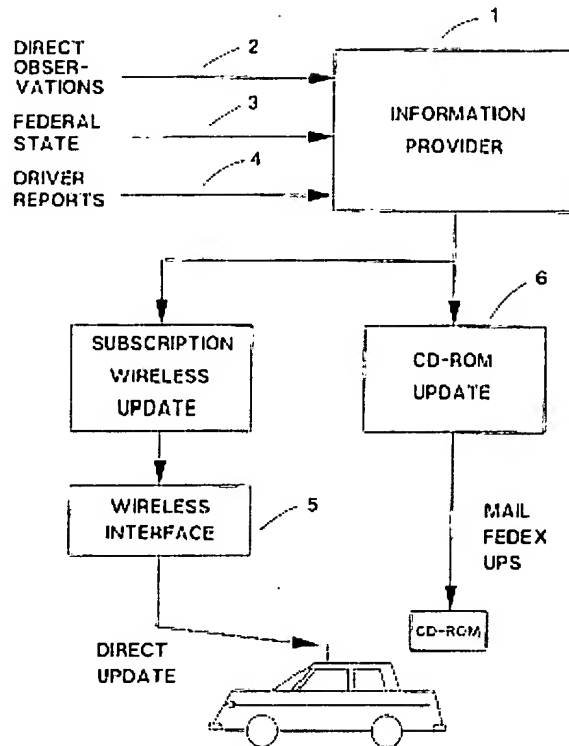 1
DIRECT
OBSER-
VATIONS
2
INFORMATION
PROVIDER
FEDERAL
STATE
3
DRIVER
REPORTS
4
6
SUBSCRIPTION
WIRELESS
UPDATE
CD-ROM
UPDATE
WIRELESS
INTERFACE
5
MAIL
FEDEX
UPS
CD-ROM
DIRECT
UPDATE